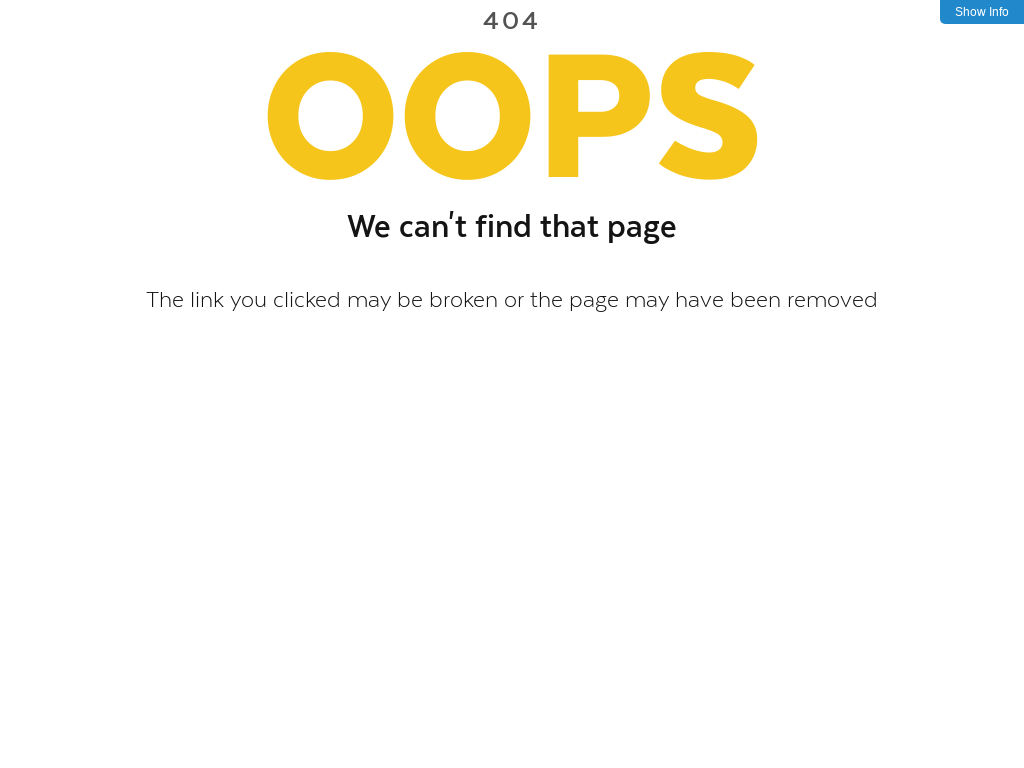 404
Show Info
OOPS
We can't find that page
The link you clicked may be broken or the page may have been removed